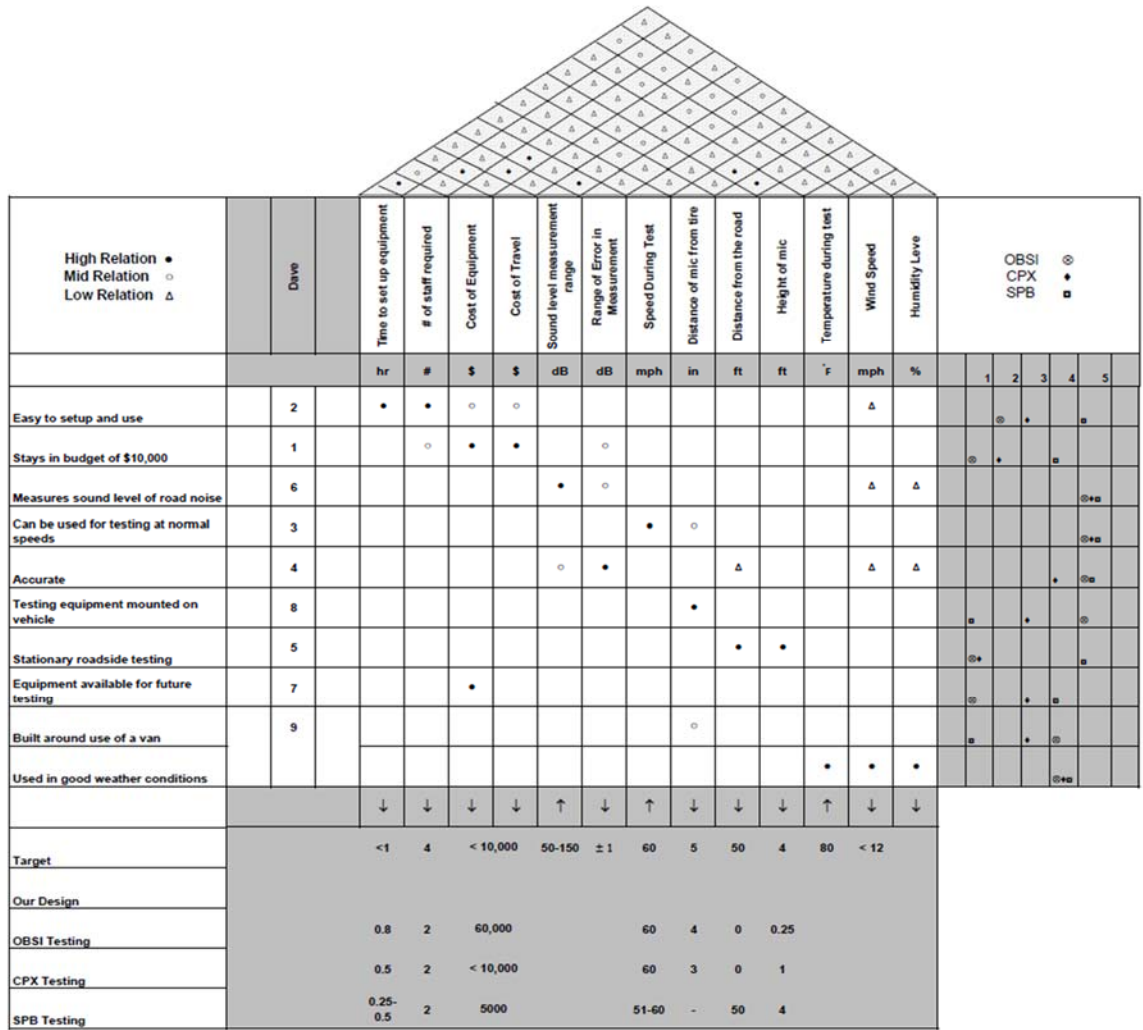 High Relation ●
Mid Relation ○
Low Relation Δ
Dave
Time to set up equipment
# of staff required
Cost of Equipment
Cost of Travel
Sound level measurement
range
Range of Error in
Measurement
Speed During Test
Distance of mic from tire
Distance from the road
Height of mic
Temperature during test
Wind Speed
Humidity Leve
OBSI ⊗
CPX ♦
SPB ◘
hr # $ $ dB dB mph in ft ft °F mph % 1 2 3 4 5
Easy to setup and use 2 ● ● ○ ○ Δ ⊗ ♦ ◘
Stays in budget of $10,000 1 ○ ● ● ○ ⊗ ♦ ◘
Measures sound level of road noise 6 ● ○ Δ Δ ⊗♦◘
Can be used for testing at normal
speeds 3 ● ○ ⊗♦◘
Accurate 4 ○ ● Δ Δ Δ ♦ ⊗◘
Testing equipment mounted on
vehicle 8 ● ◘ ♦ ⊗
Stationary roadside testing 5 ● ● ⊗♦ ◘
Equipment available for future
testing 7 ● ⊗ ♦ ◘
Built around use of a van 9 ○ ◘ ♦ ⊗
Used in good weather conditions ● ● ● ⊗♦◘
↓ ↓ ↓ ↓ ↑ ↓ ↑ ↓ ↓ ↓ ↑ ↓ ↓
Target <1 4 < 10,000 50-150 ± 1 60 5 50 4 80 < 12
Our Design
OBSI Testing 0.8 2 60,000 60 4 0 0.25
CPX Testing 0.5 2 < 10,000 60 3 0 1
SPB Testing 0.25-
0.5 2 5000 51-60 - 50 4